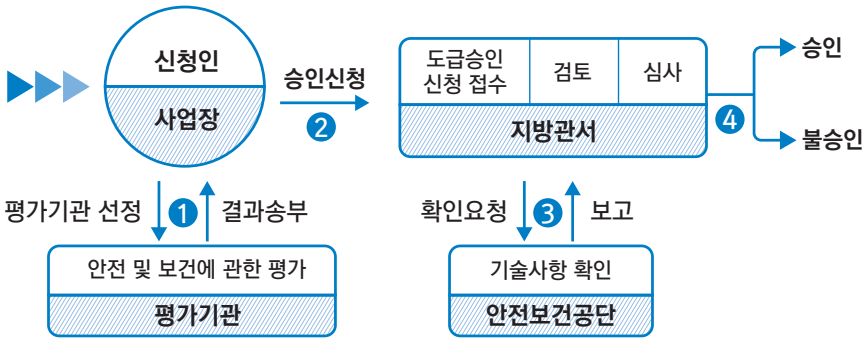 신청인
사업장
승인신청
2
도급승인
신청 접수
검토
심사
지방관서
4
승인
불승인
평가기관 선정
1
결과송부
안전 및 보건에 관한 평가
평가기관
확인요청
3
보고
기술사항 확인
안전보건공단